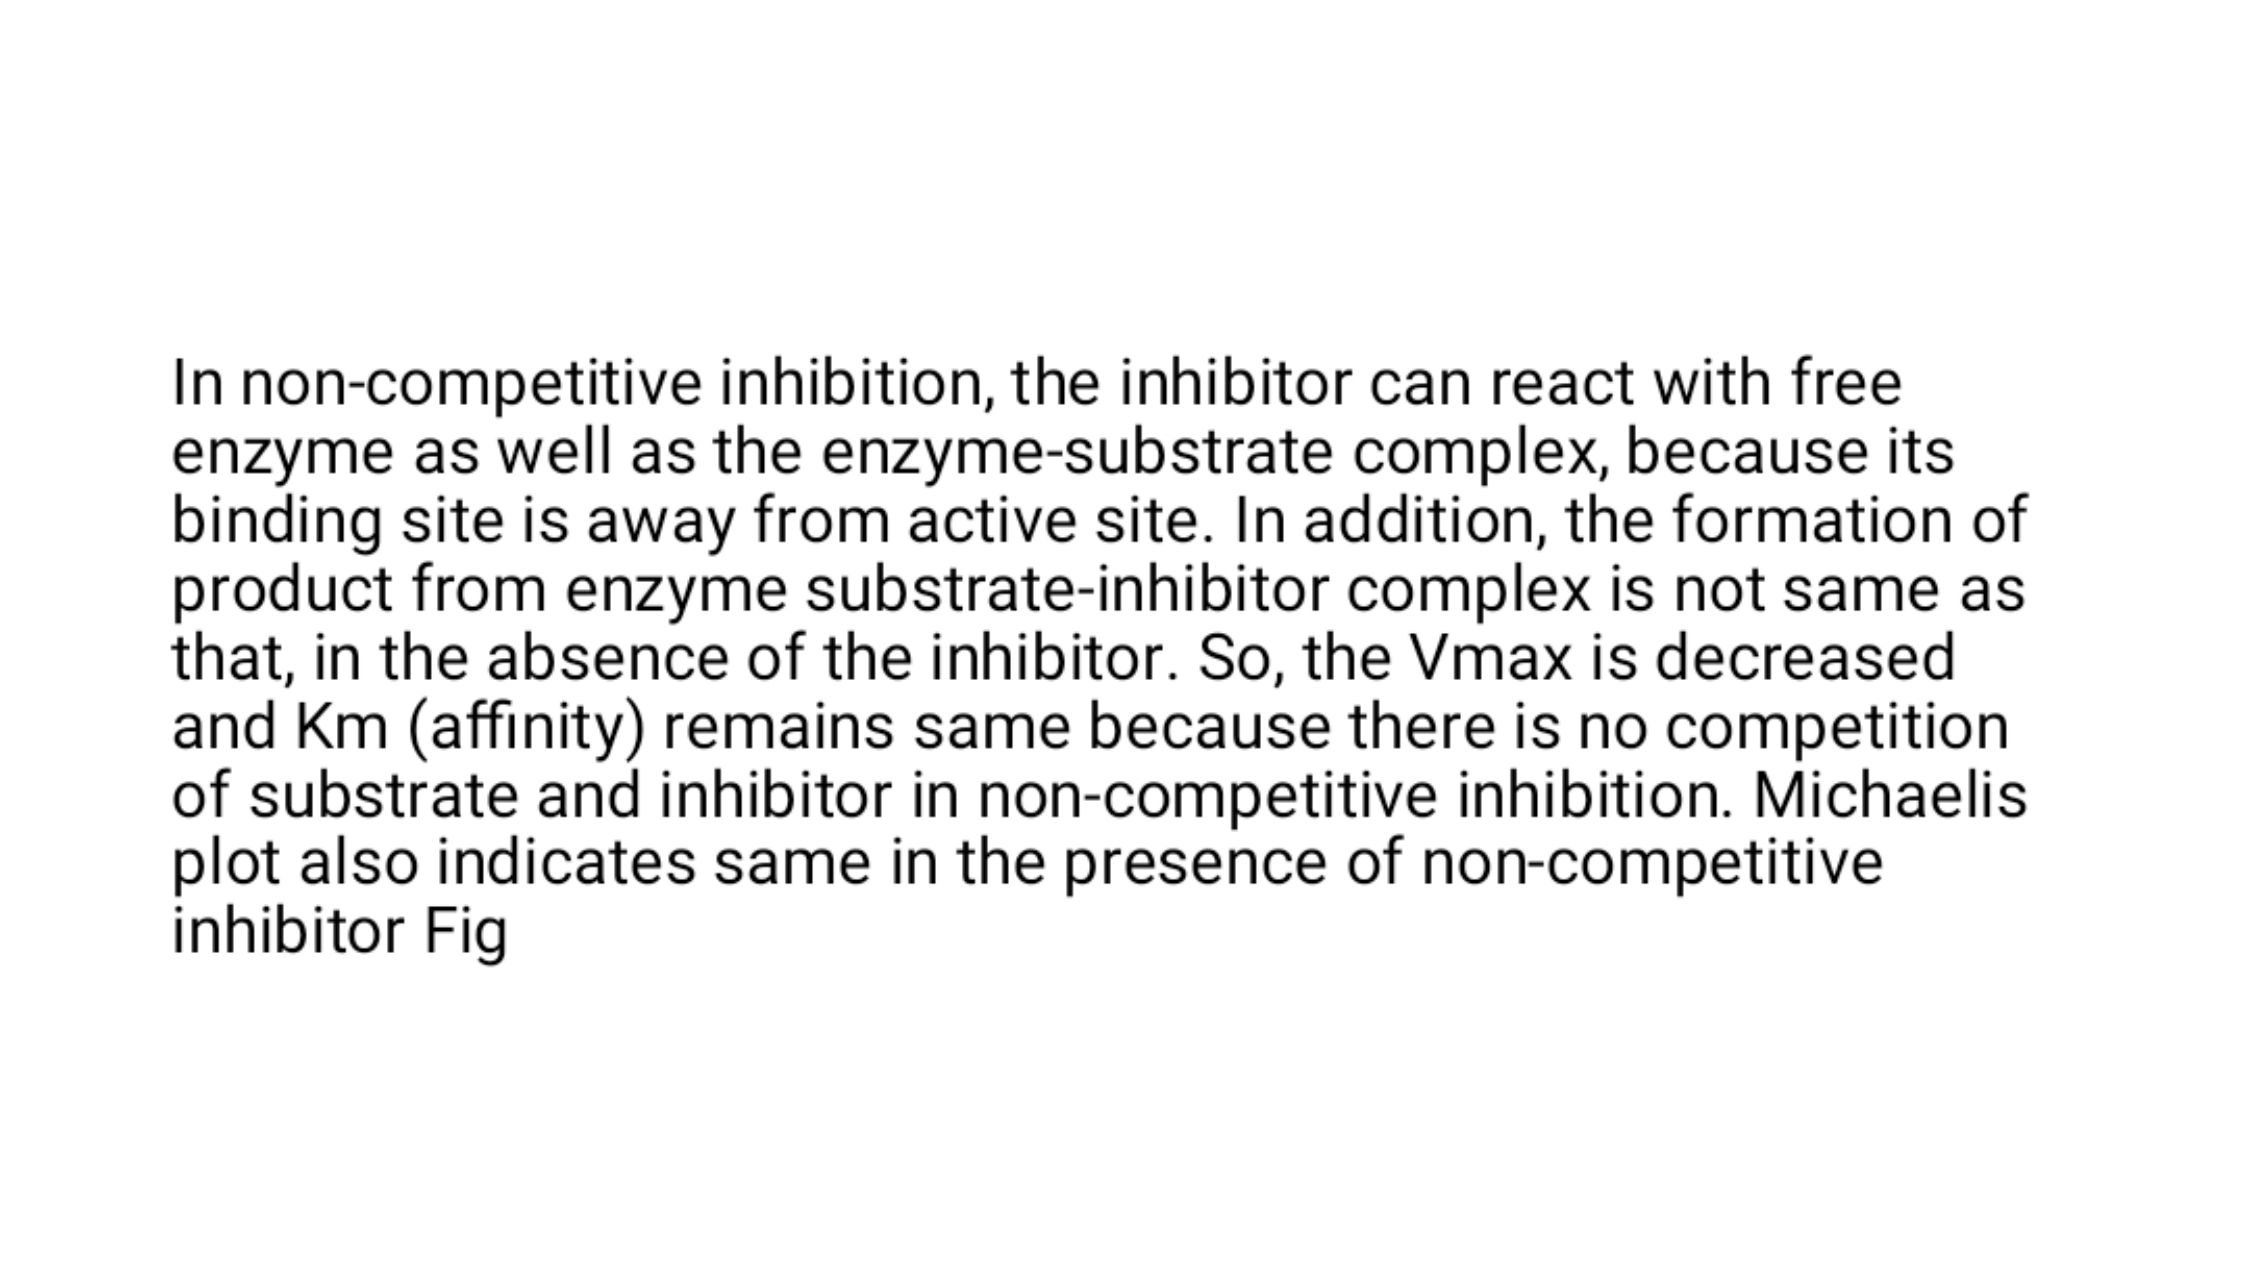 In non-competitive inhibition, the inhibitor can react with free
enzyme as well as the enzyme-substrate complex, because its
binding site is away from active site. In addition, the formation of
product from enzyme substrate-inhibitor complex is not same as
that, in the absence of the inhibitor. So, the Vmax is decreased
and Km (affinity) remains same because there is no competition
of substrate and inhibitor in non-competitive inhibition. Michaelis
plot also indicates same in the presence of non-competitive
inhibitor Fig